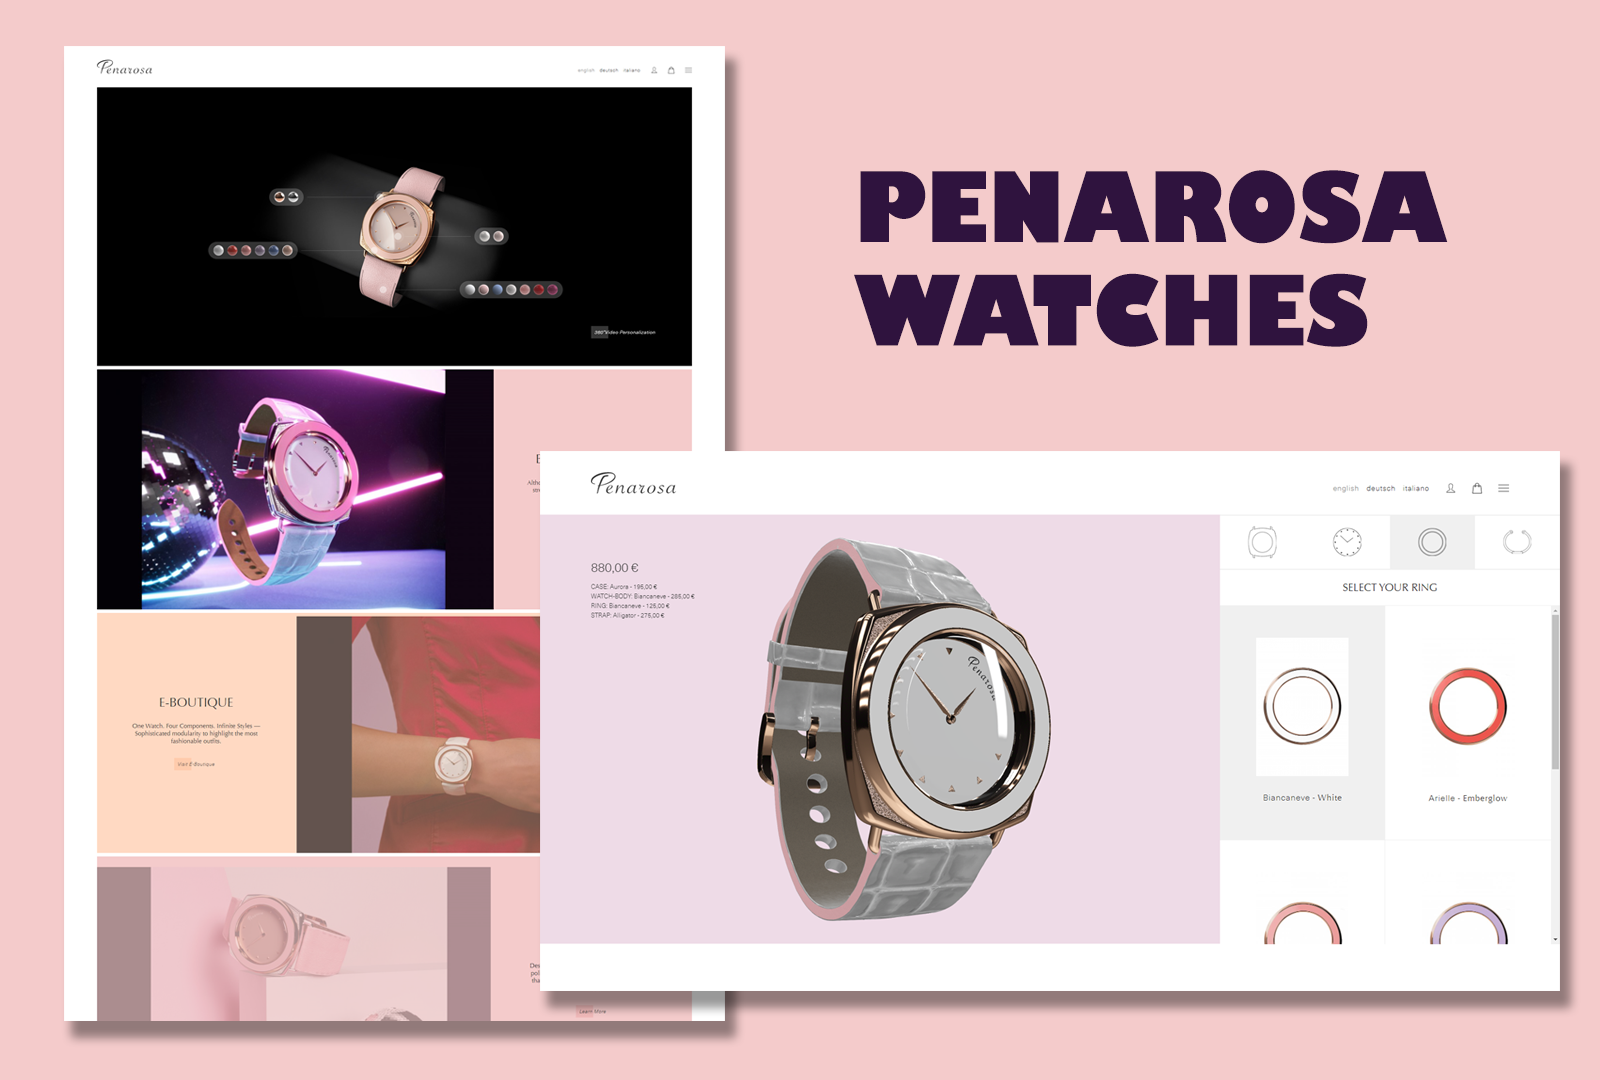 Penarosa
english deutsch italiano
360° Video Personalization
E-BOUTIQUE
One Watch. Four Components. Infinite Styles —
Sophisticated modularity to highlight the most
fashionable outfits.
Visit E-Boutique
Learn More
PENAROSA
WATCHES
Penarosa
english deutsch italiano
880,00 €
CASE: Aurora - 195,00 €
WATCH-BODY: Biancaneve - 285,00 €
RING: Biancaneve - 125,00 €
STRAP: Alligator - 275,00 €
Penarosa
SELECT YOUR RING
Biancaneve - White
Arielle - Emberglow